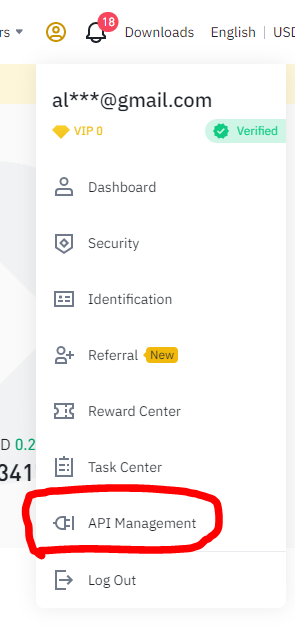 rs 18 Downloads English | USD
al***@gmail.com
VIP 0 Verified
Dashboard
Security
Identification
Referral New
Reward Center
D 0.2
Task Center
341
API Management
Log Out